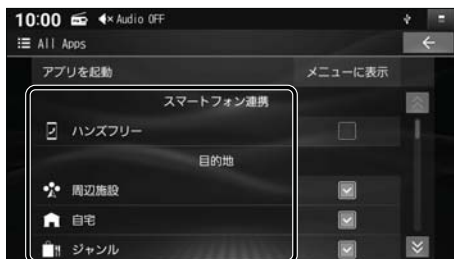 10:00 Audio OFF
All Apps
アプリを起動 メニューに表示
スマートフォン連携
ハンズフリー
目的地
周辺施設
自宅
ジャンル